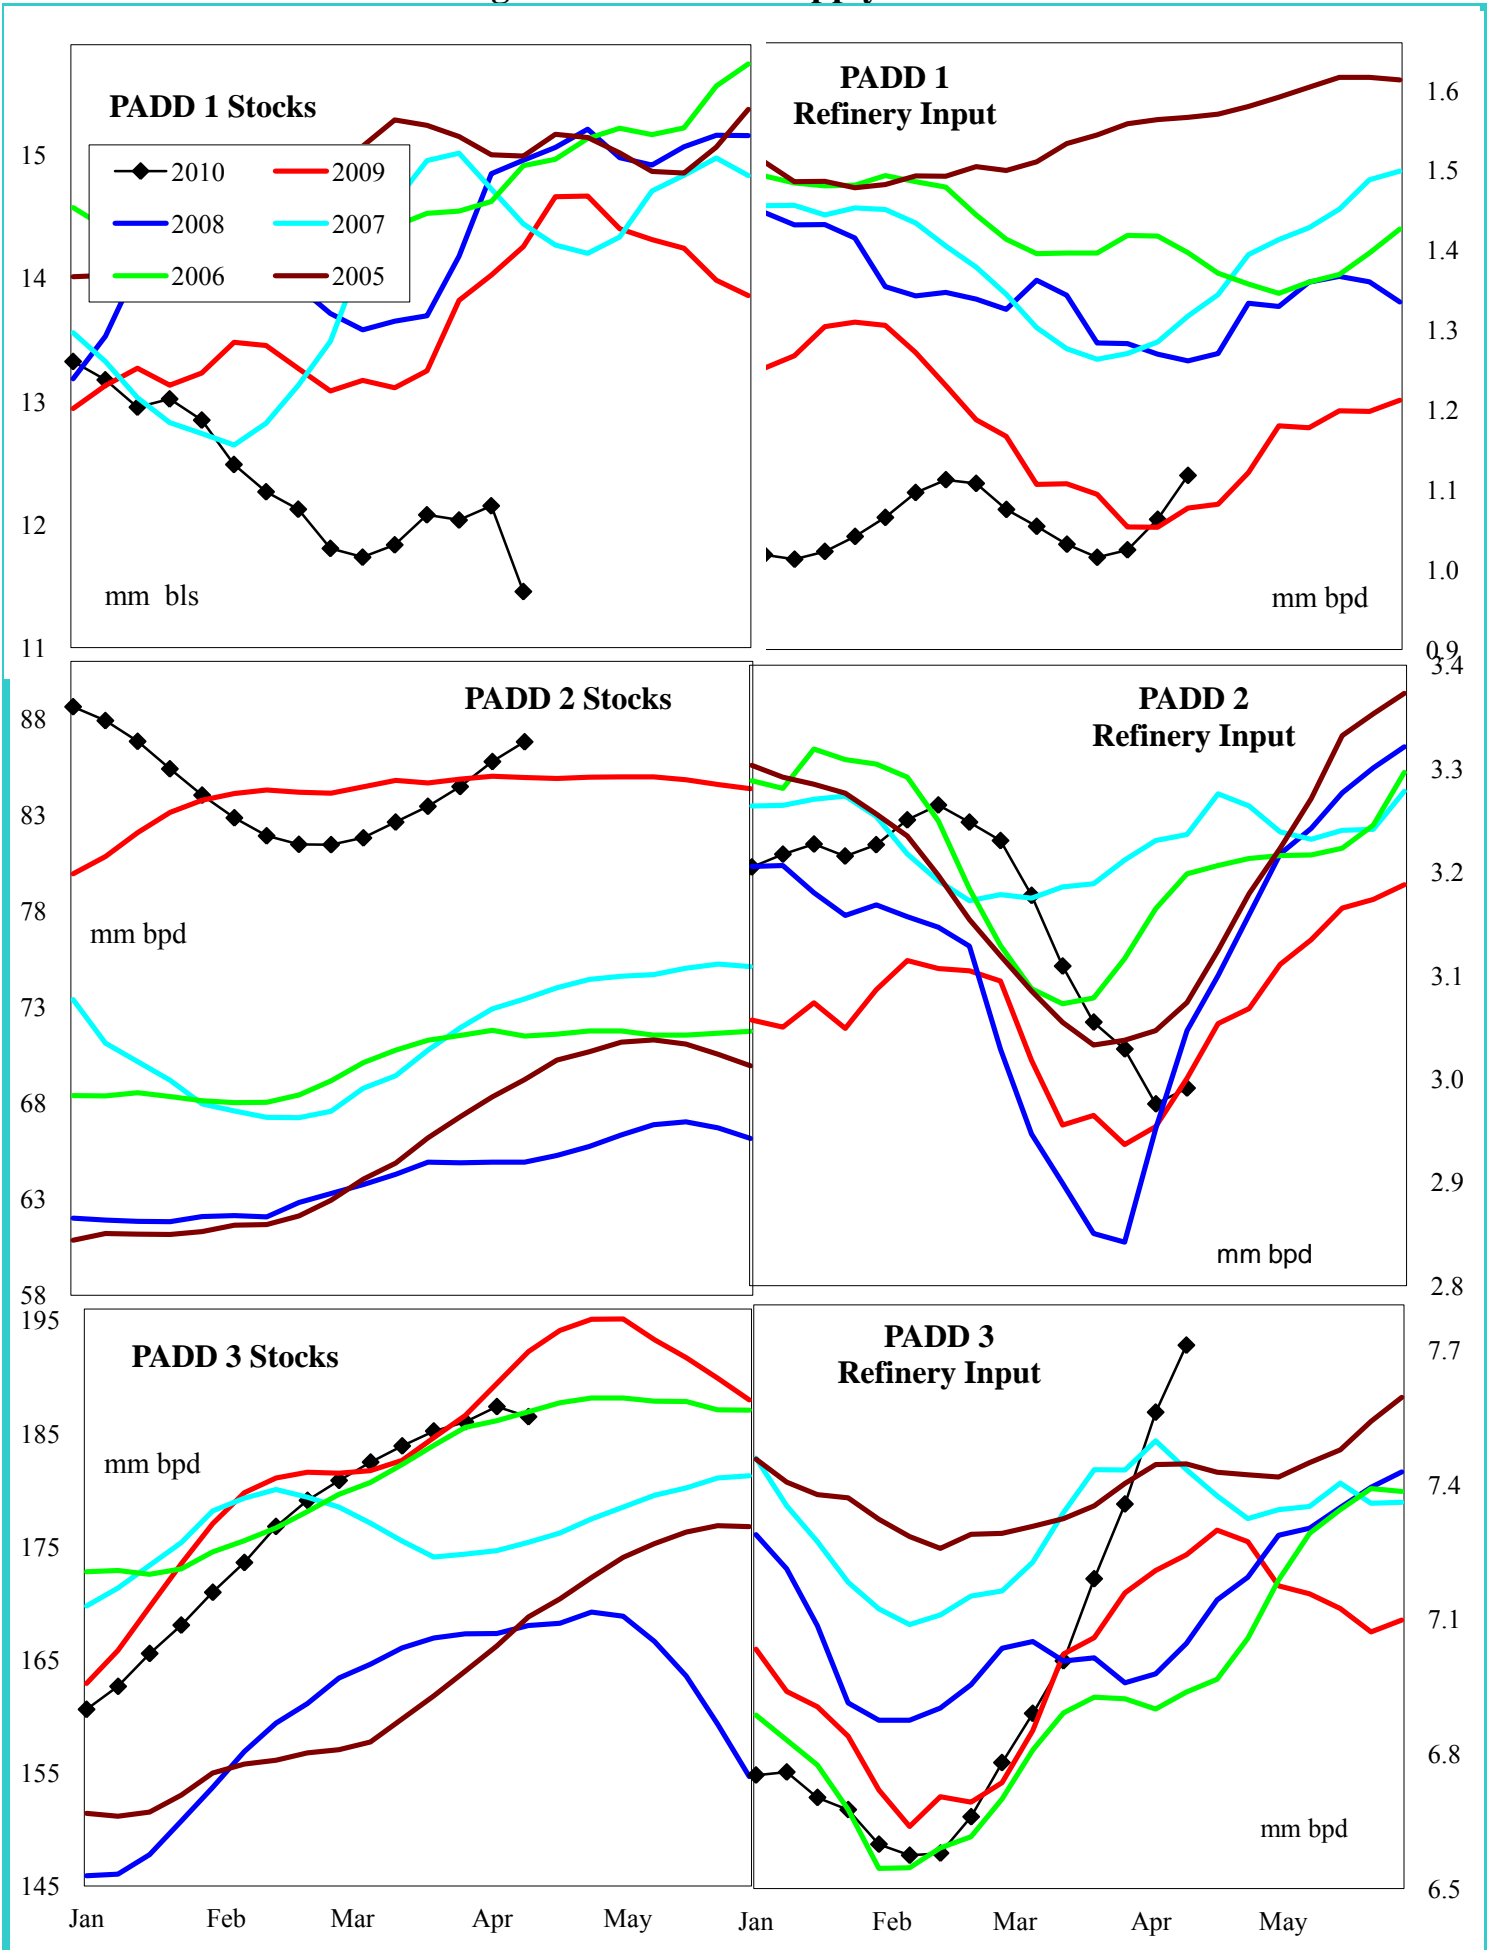 PADD 1 Stocks
15
14
13
12
11
2010
2009
2008
2007
2006
2005
mm bls
PADD 1
Refinery Input
1.6
1.5
1.4
1.3
1.2
1.1
1.0
0.9
mm bpd
PADD 2 Stocks
88
83
78
73
68
63
58
mm bpd
PADD 2
Refinery Input
3.4
3.3
3.2
3.1
3.0
2.9
2.8
mm bpd
PADD 3 Stocks
195
185
175
165
155
145
mm bpd
Jan Feb Mar Apr May
PADD 3
Refinery Input
7.7
7.4
7.1
6.8
6.5
mm bpd
Jan Feb Mar Apr May